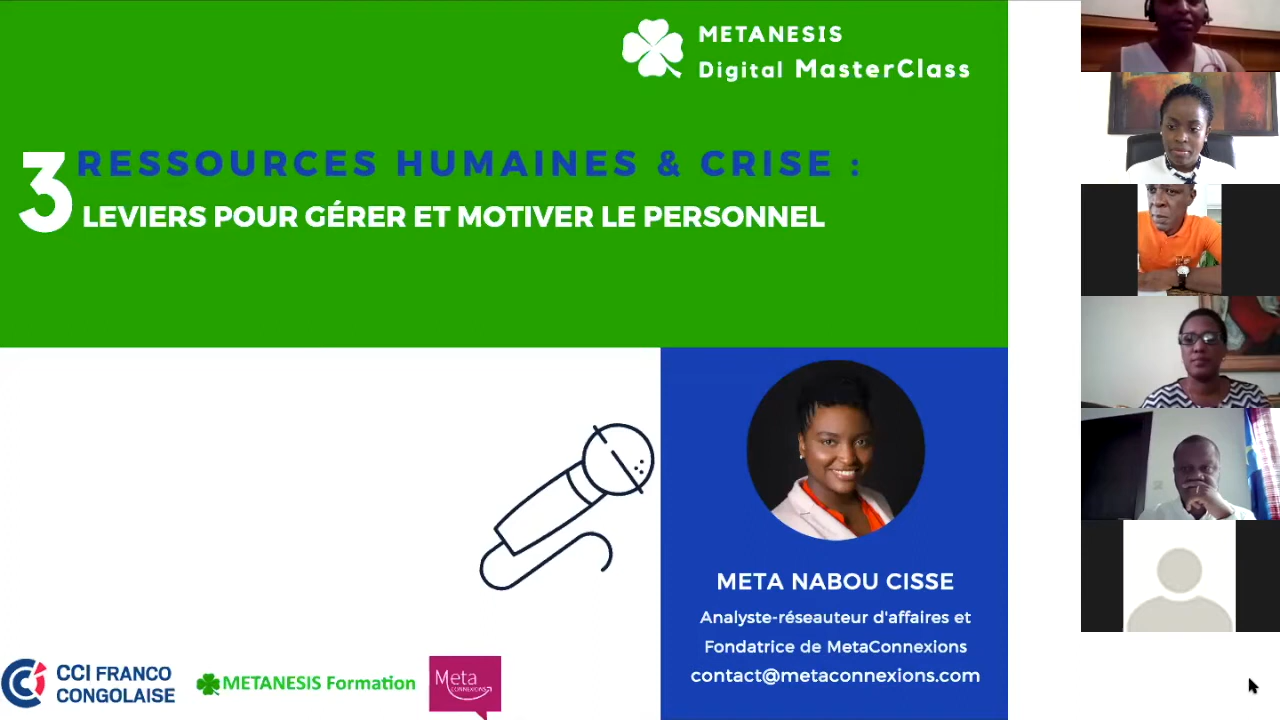 METANESIS
Digital MasterClass
3 RESSOURCES HUMAINES & CRISE :
LEVIERS POUR GÉRER ET MOTIVER LE PERSONNEL
META NABOU CISSE
Analyste-réseauteur d'affaires et
Fondatrice de MetaConnexions
contact@metaconnexions.com
CCI FRANCO
CONGOLAISE
METANESIS Formation
Meta
CONNEXIONS